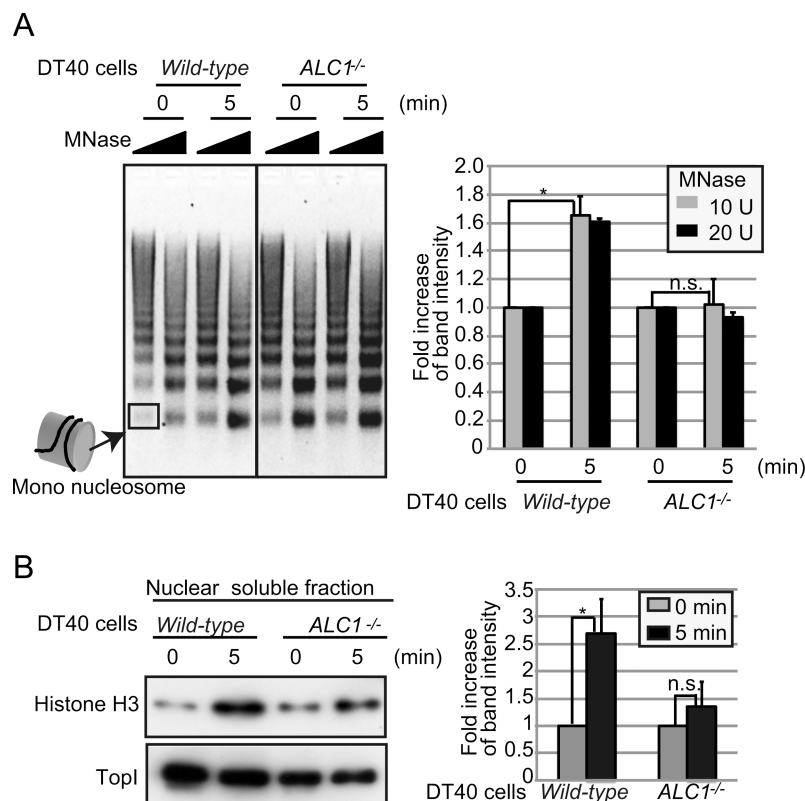 A
DT40 cells Wild-type ALC1-/-
0 5 0 5 (min)
MNase
Mono nucleosome
Fold increase
of band intensity
2.0
1.8
1.6
1.4
1.2
1.0
0.8
0.6
0.4
0.2
0
MNase
10 U
20 U
*
n.s.
0 5 0 5 (min)
DT40 cells Wild-type ALC1-/-
B
Nuclear soluble fraction
DT40 cells Wild-type ALC1-/-
0 5 0 5 (min)
Histone H3
TopI
Fold increase
of band intensity
3.5
3
2.5
2
1.5
1
0.5
0
0 min
5 min
*
n.s.
DT40 cells Wild-type ALC1-/-